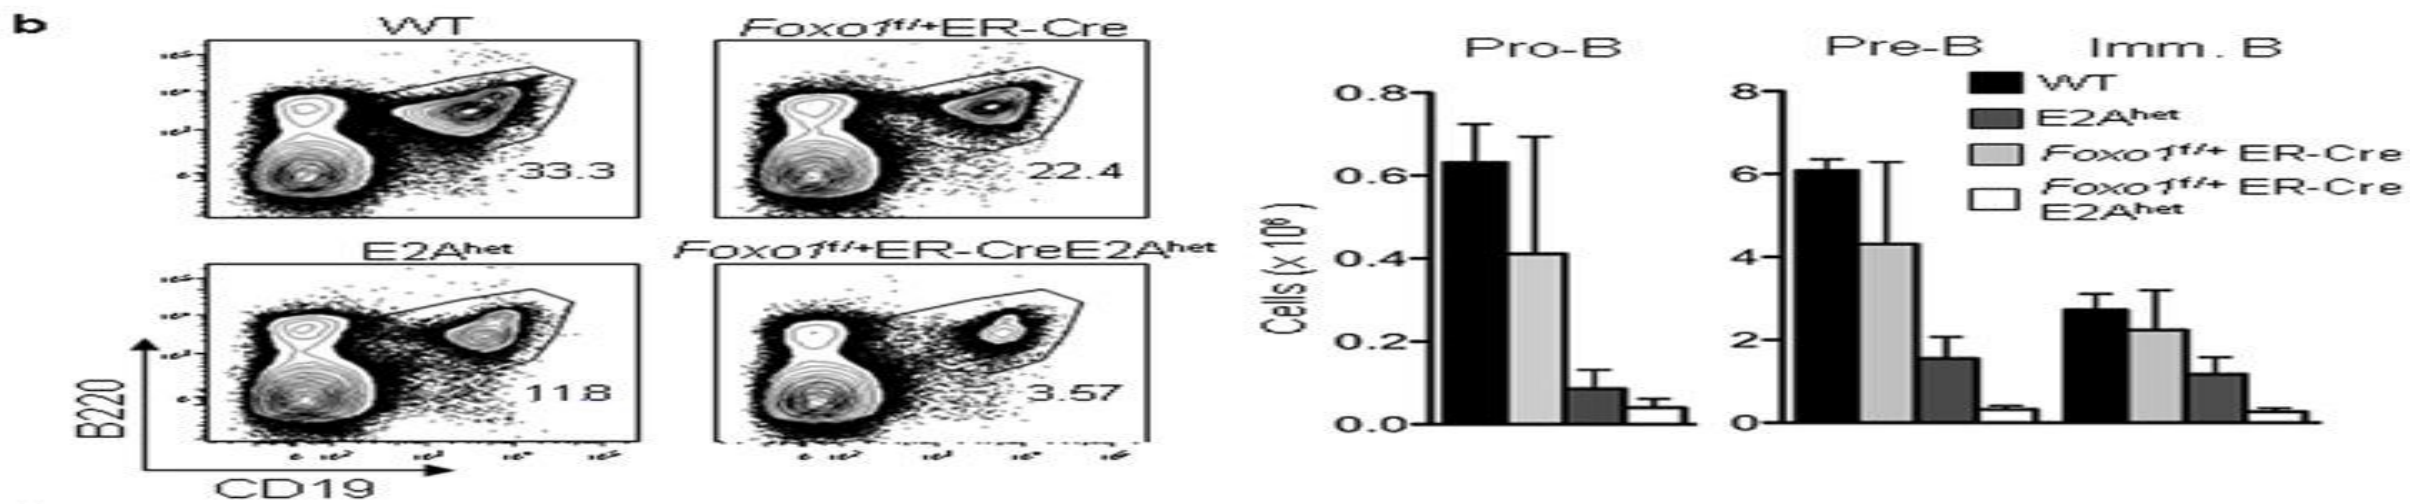 b
WT
Foxo1f/+ER-Cre
33.3
22.4
E2Ahet
Foxo1f/+ER-CreE2Ahet
11.8
3.57
B220
CD19
Pro-B
Pre-B
Imm. B
Cells (x 10⁶)
0.8
0.6
0.4
0.2
0.0
8
6
4
2
0
WT
E2Ahet
Foxo1f/+ ER-Cre
Foxo1f/+ ER-Cre
E2Ahet